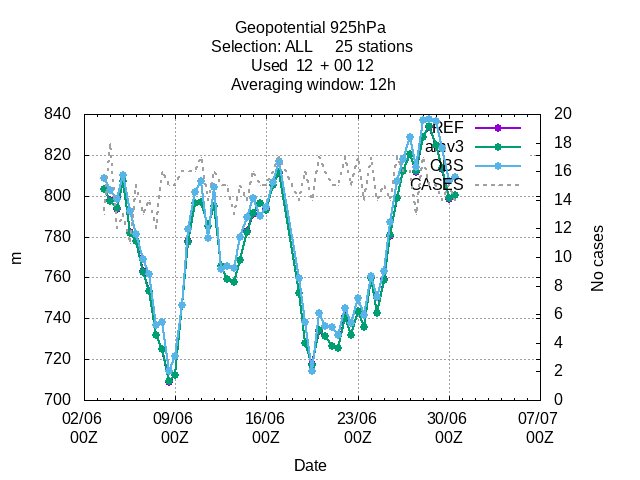 Geopotential 925hPa
Selection: ALL 25 stations
Used 12 + 00 12
Averaging window: 12h
840 20
820 18
800 16
780 14
760 12
740 10
720 8
700 6
4
2
0
m
No cases
REF
arpv3
OBS
CASES
02/06 09/06 16/06 23/06 30/06 07/07
00Z 00Z 00Z 00Z 00Z 00Z
Date